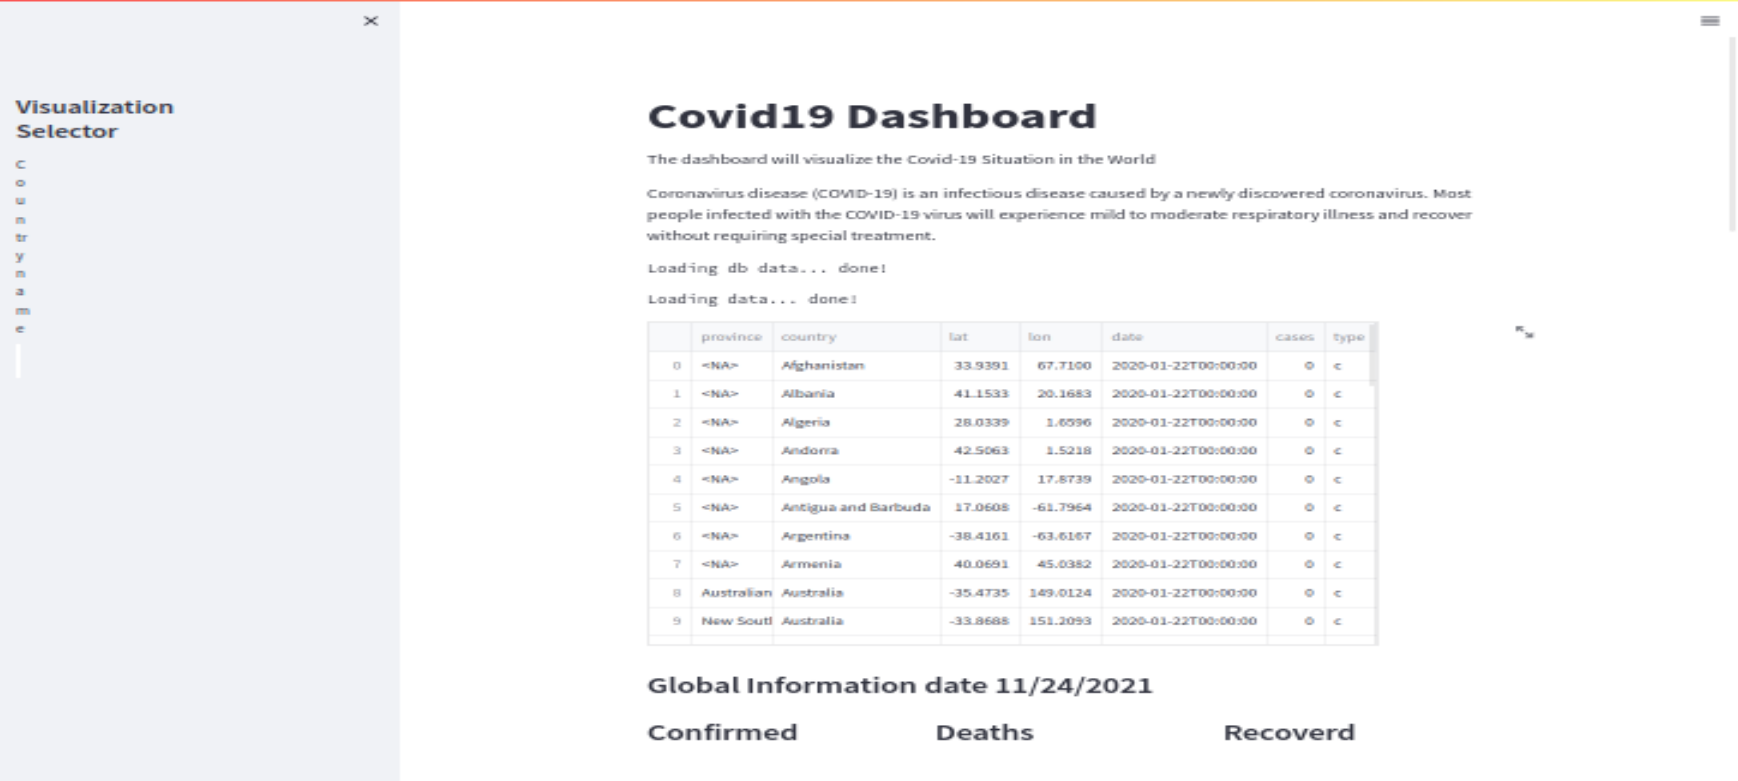 ×
Visualization
Selector
c
o
u
n
tr
y
n
a
m
e
Covid19 Dashboard
The dashboard will visualize the Covid-19 Situation in the World
Coronavirus disease (COVID-19) is an infectious disease caused by a newly discovered coronavirus. Most
people infected with the COVID-19 virus will experience mild to moderate respiratory illness and recover
without requiring special treatment.
Loading db data... done!
Loading data... done!
province country lat lon date cases type
0 <NA> Afghanistan 33.9391 67.7100 2020-01-22T00:00:00 0 c
1 <NA> Albania 41.1533 20.1683 2020-01-22T00:00:00 0 c
2 <NA> Algeria 28.0339 1.6596 2020-01-22T00:00:00 0 c
3 <NA> Andorra 42.5063 1.5218 2020-01-22T00:00:00 0 c
4 <NA> Angola -11.2027 17.8739 2020-01-22T00:00:00 0 c
5 <NA> Antigua and Barbuda 17.0608 -61.7964 2020-01-22T00:00:00 0 c
6 <NA> Argentina -38.4161 -63.6167 2020-01-22T00:00:00 0 c
7 <NA> Armenia 40.0691 45.0382 2020-01-22T00:00:00 0 c
8 Australian Australia -35.4735 149.0124 2020-01-22T00:00:00 0 c
9 New Soutl Australia -33.8688 151.2093 2020-01-22T00:00:00 0 c
Global Information date 11/24/2021
Confirmed Deaths Recoverd